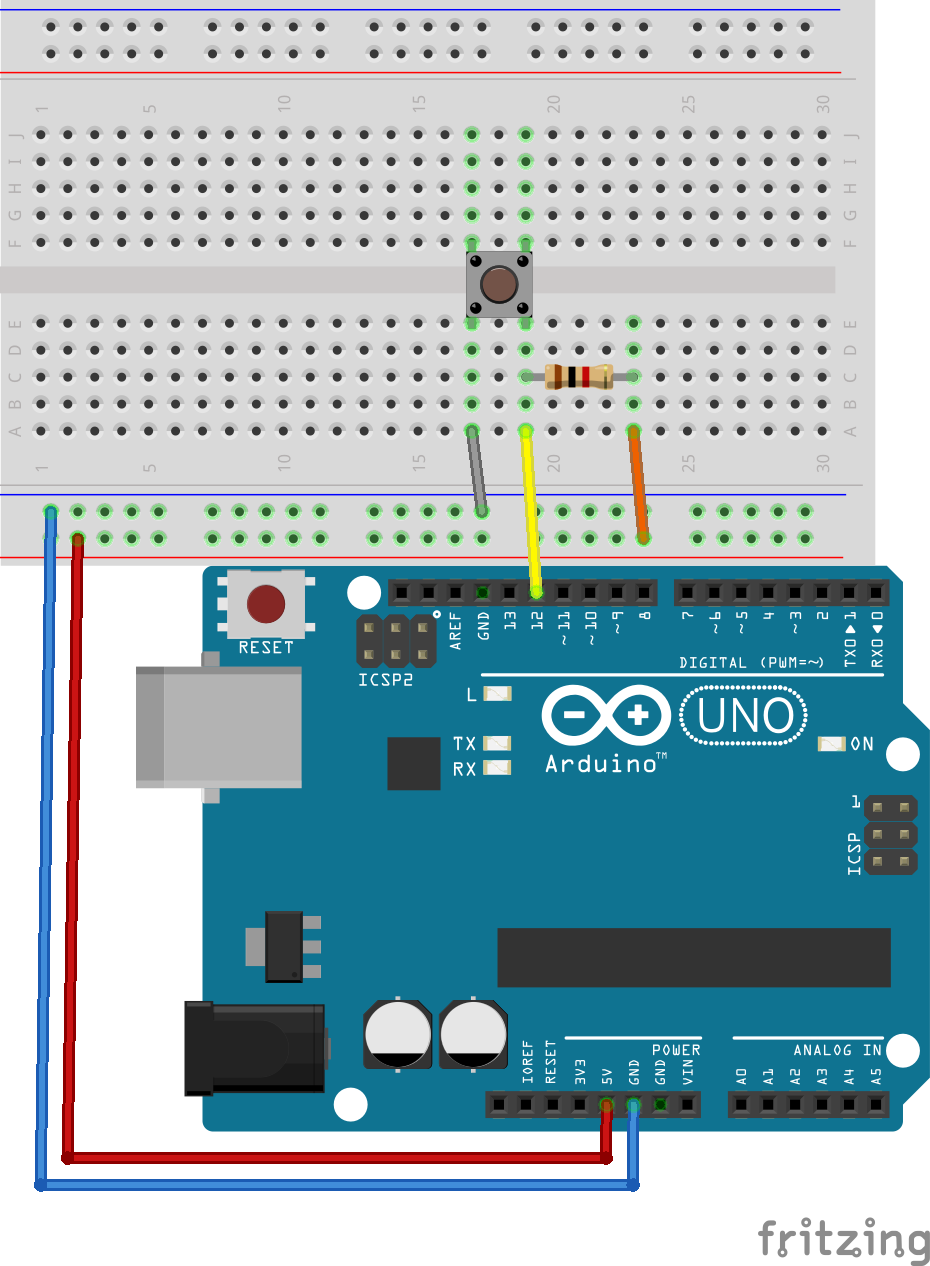 1 5 10 15 20 25 30
J J
I I
H H
G G
F F
E E
D D
C C
B B
A A
1 5 10 15 20 25 30
RESET
ICSP2
AREF GND 13 12 ~11 ~10 ~9 8 7 ~6 ~5 4 ~3 2 TX0▶1 RX0◀0
DIGITAL (PWM=~)
L
TX
RX
UNO
Arduino™
ON
1
ICSP
POWER
ANALOG IN
IOREF RESET 3V3 5V GND GND VIN A0 A1 A2 A3 A4 A5
fritzing